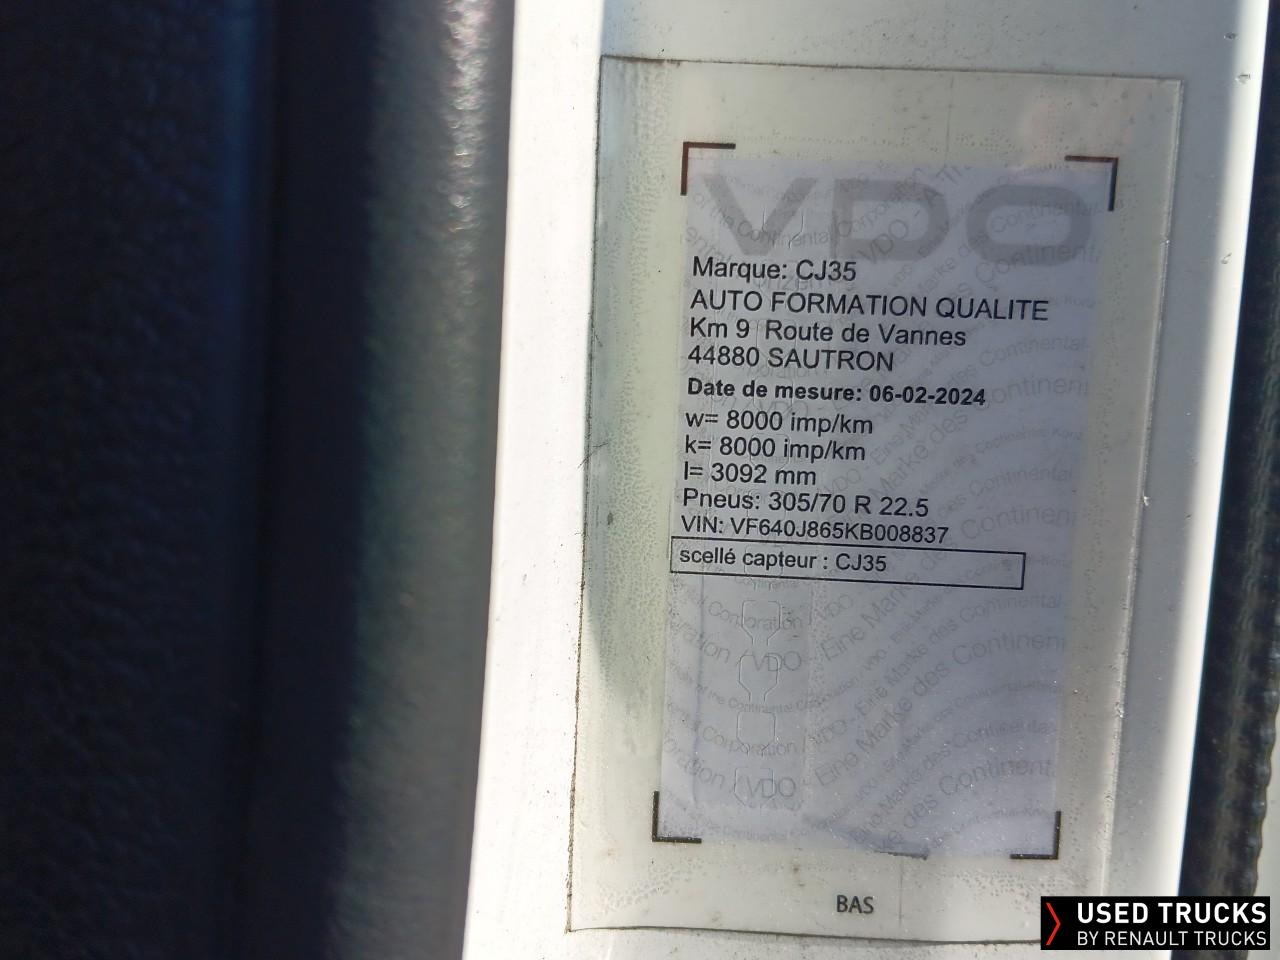 VDO
Marque: CJ35
AUTO FORMATION QUALITE
Km 9 Route de Vannes
44880 SAUTRON
Date de mesure: 06-02-2024
w= 8000 imp/km
k= 8000 imp/km
l= 3092 mm
Pneus: 305/70 R 22.5
VIN: VF640J865KB008837
scellé capteur : CJ35
BAS
USED TRUCKS
BY RENAULT TRUCKS